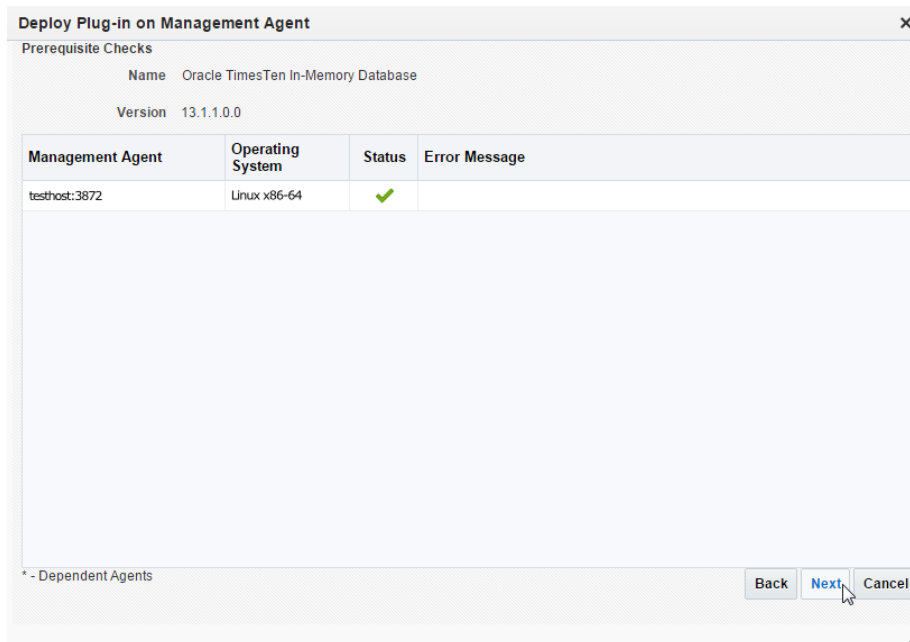 Deploy Plug-in on Management Agent
Prerequisite Checks
Name Oracle TimesTen In-Memory Database
Version 13.1.1.0.0
Management Agent Operating System Status Error Message
testhost:3872 Linux x86-64
* - Dependent Agents
Back Next Cancel